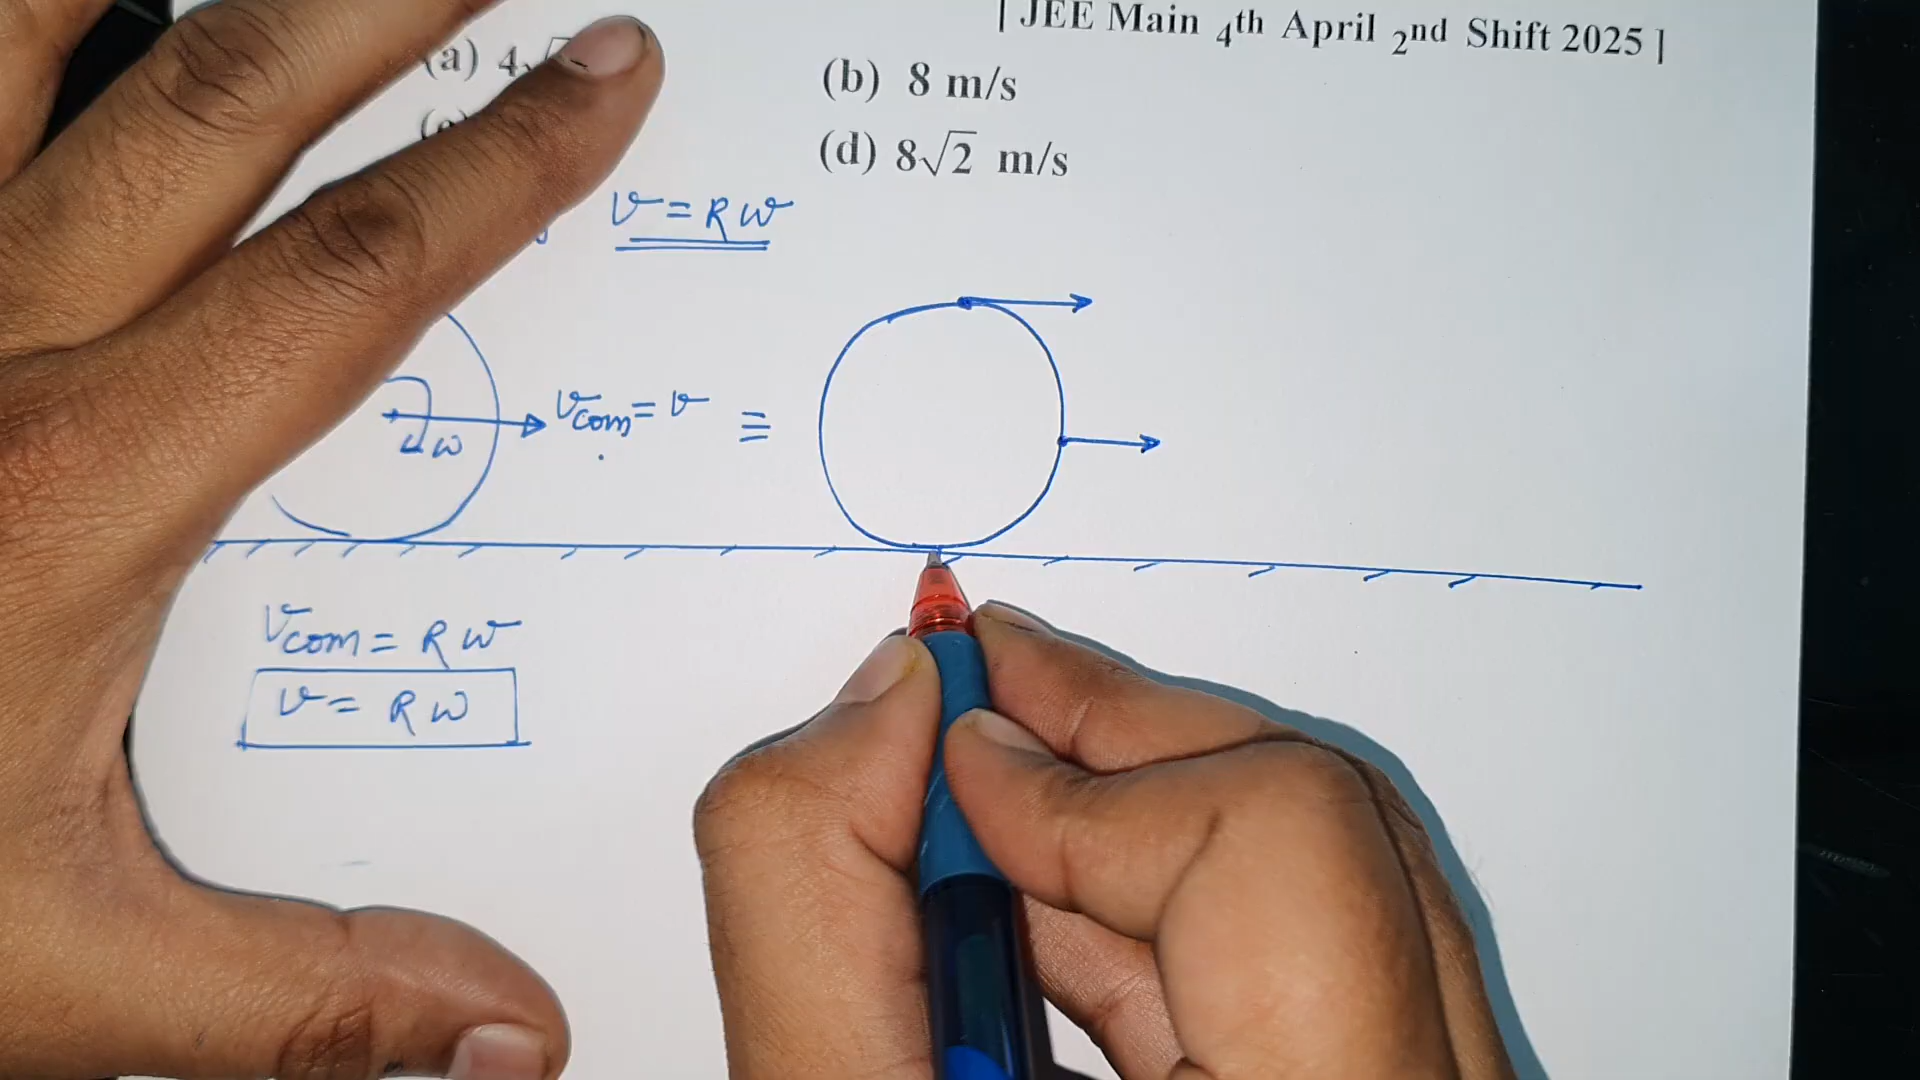 [ JEE Main 4th April 2nd Shift 2025 ]
(a) 4√
(b) 8 m/s
(d) 8√2 m/s
v = Rω
ω
v_com = v ≡
v_com = Rω
v = Rω